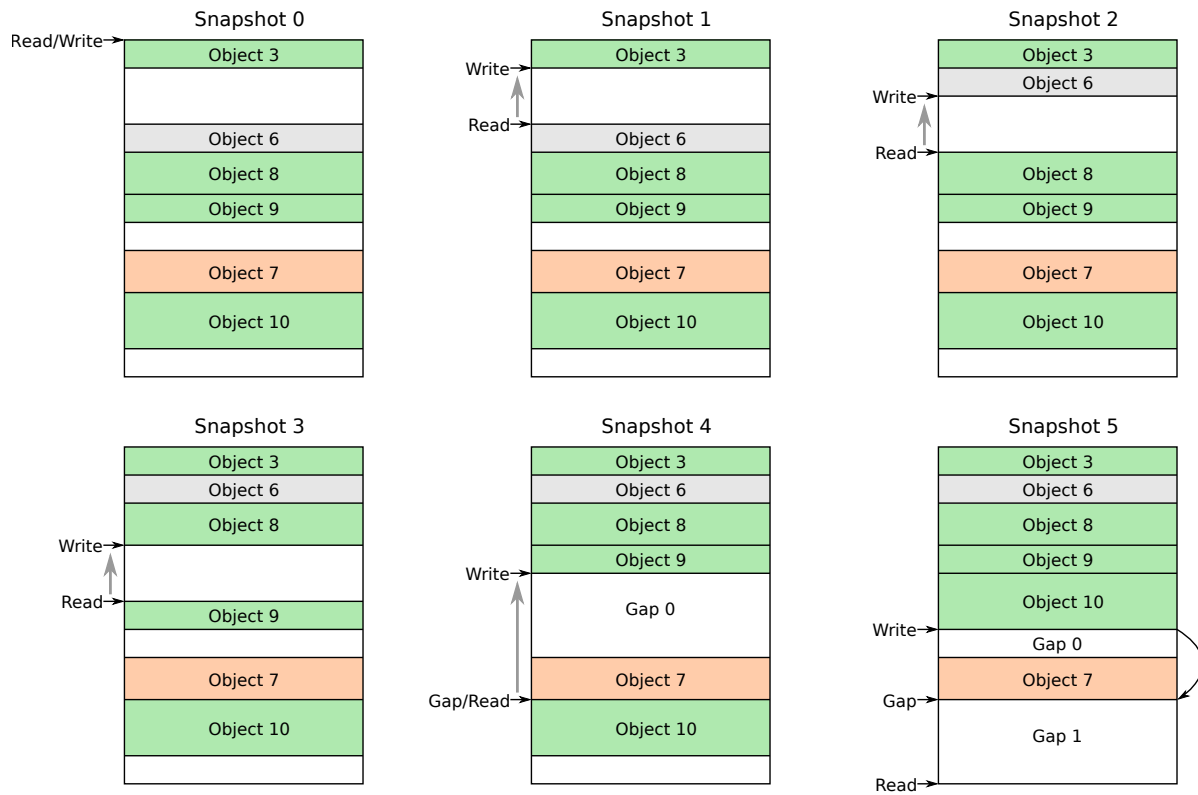 Snapshot 0
Read/Write
Object 3
Object 6
Object 8
Object 9
Object 7
Object 10
Snapshot 1
Object 3
Write
Read
Object 6
Object 8
Object 9
Object 7
Object 10
Snapshot 2
Object 3
Object 6
Write
Read
Object 8
Object 9
Object 7
Object 10
Snapshot 3
Object 3
Object 6
Object 8
Write
Read
Object 9
Object 7
Object 10
Snapshot 4
Object 3
Object 6
Object 8
Object 9
Write
Gap 0
Object 7
Gap/Read
Object 10
Snapshot 5
Object 3
Object 6
Object 8
Object 9
Object 10
Write
Gap 0
Object 7
Gap
Gap 1
Read